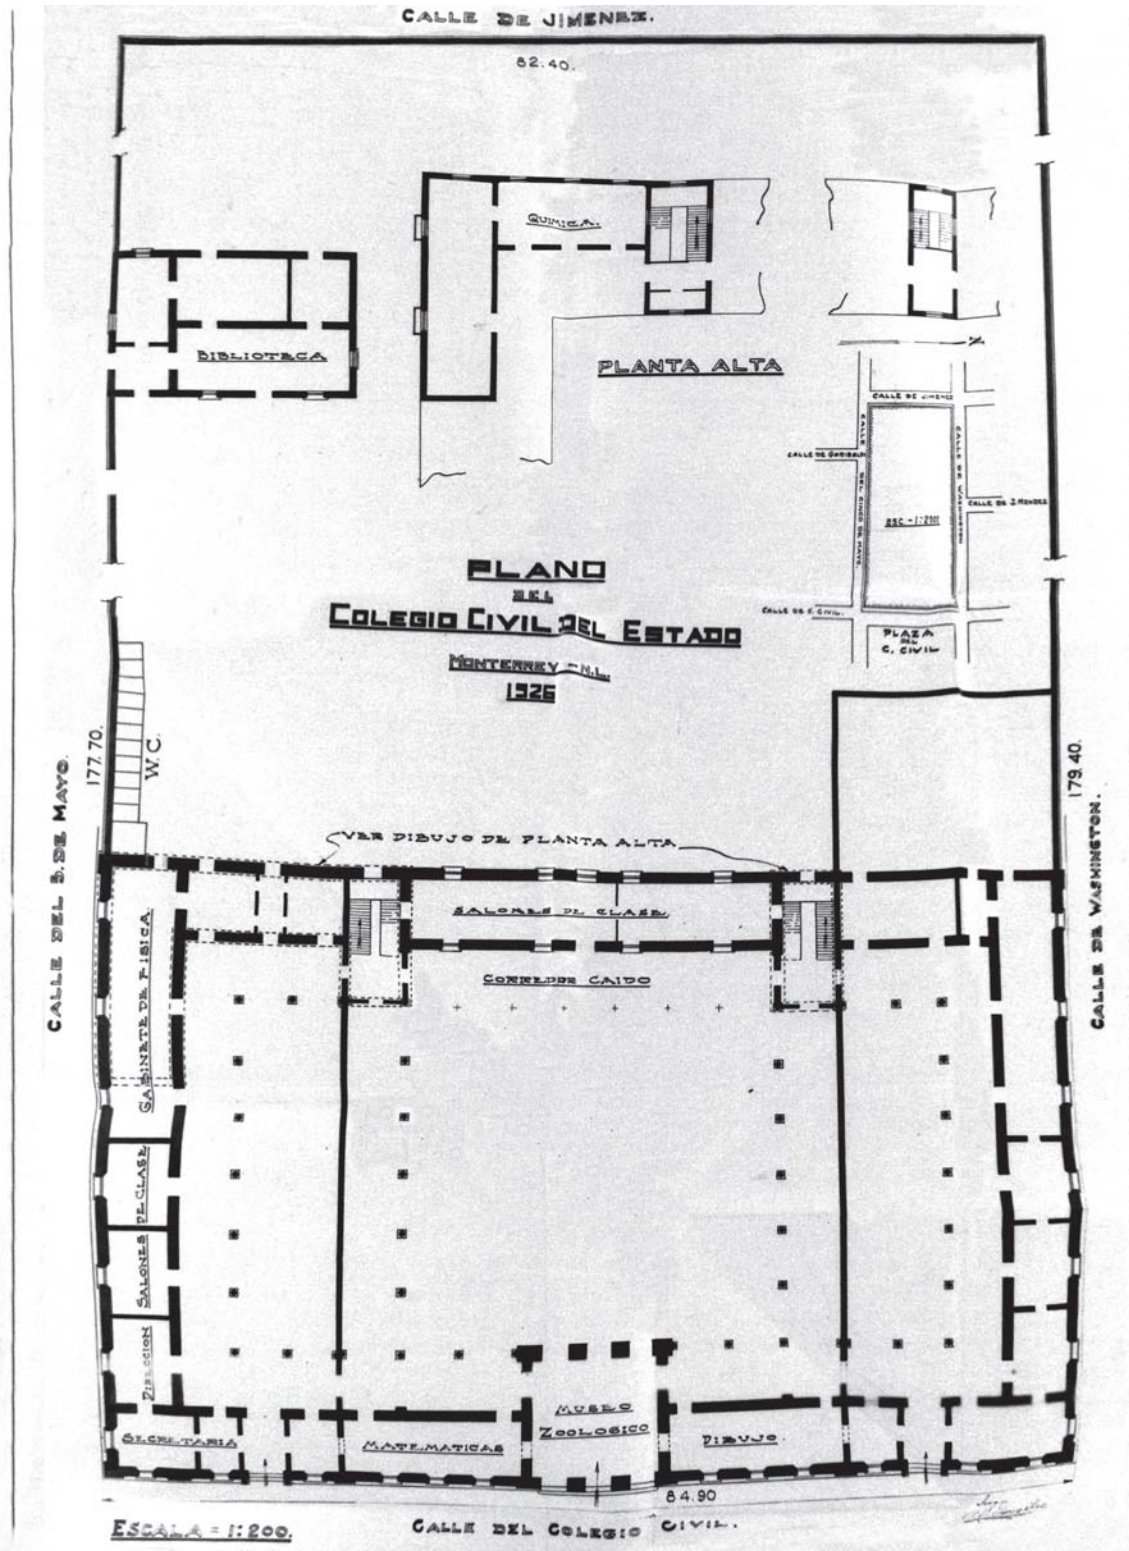 CALLE DE JIMENEZ.
82.40.
QUIMICA.
BIBLIOTECA
PLANTA ALTA
CALLE DE JIMENEZ
CALLE DE GARIBALDI
CALLE DEL CINCO DE MAYO.
CALLE DE WASHINGTON
CALLE DE J. MENDEZ
ESC. - 1:2100
CALLE DE C. CIVIL.
PLAZA
DEL
C. CIVIL
PLANO
DEL
COLEGIO CIVIL DEL ESTADO
MONTERREY - N.L.
1926
177.70.
W.C.
CALLE DEL 5. DE MAYO.
179.40.
CALLE DE WASHINGTON.
VER DIBUJO DE PLANTA ALTA
SALONES DE CLASE
CORREDOR CAIDO
GABINETE DE FISICA.
SALONES DE CLASE
DIRECCION
SECRETARIA
MATEMATICAS
MUSEO
ZOOLOGICO
DIBUJO.
84.90
ESCALA = 1:200.
CALLE DEL COLEGIO CIVIL.